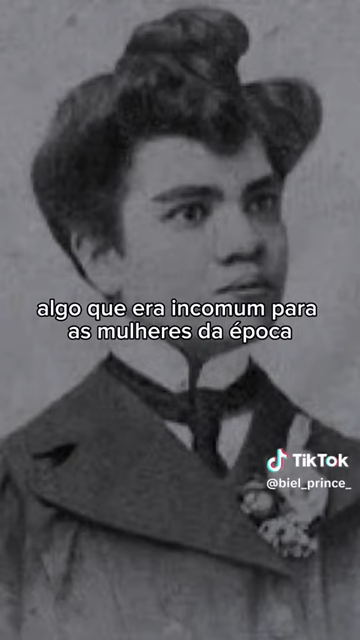 algo que era incomum para
as mulheres da época
TikTok
@biel_prince_